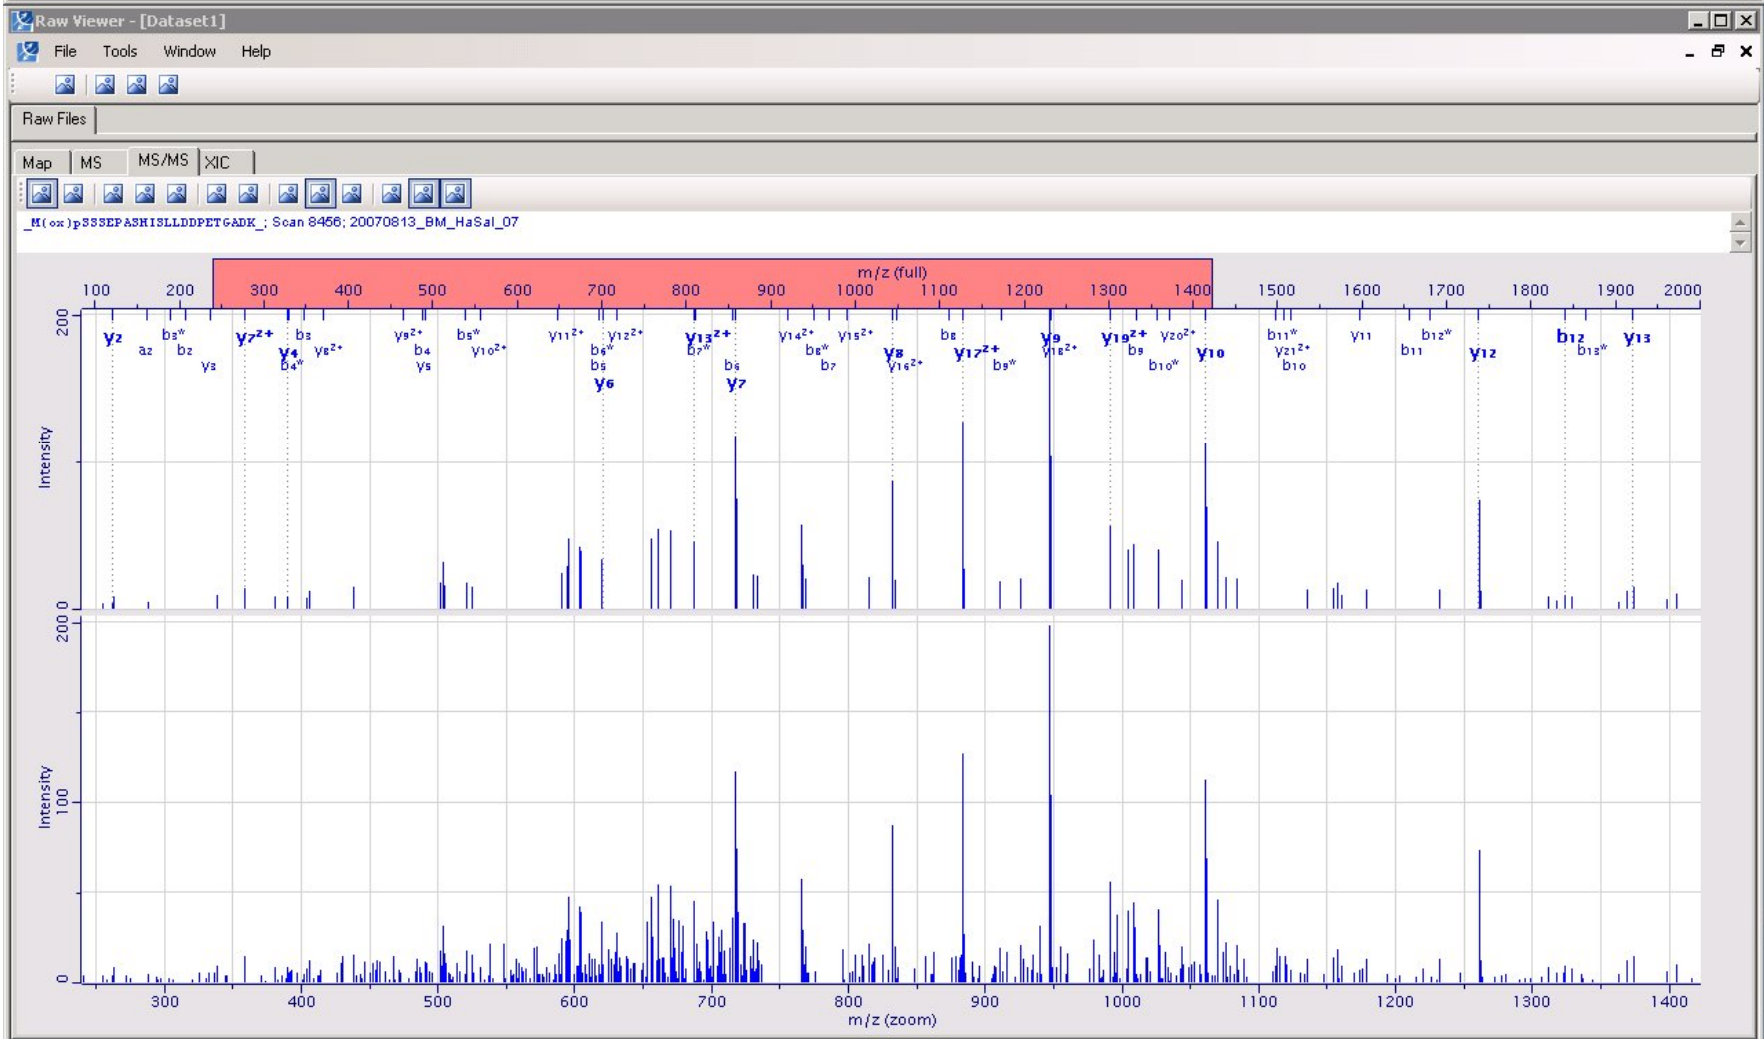 Raw Viewer - [Dataset1]
File Tools Window Help
Raw Files
Map MS MS/MS XIC
_M(ox)pSSSEPASHISLLDDPETGADK_; Scan 8456; 20070813_BM_HaSal_07
m/z (full)
100 200 300 400 500 600 700 800 900 1000 1100 1200 1300 1400 1500 1600 1700 1800 1900 2000
y2 b3* y7²⁺ b3 y9²⁺ b5* y11²⁺ y12²⁺ y13²⁺ y14²⁺ y15²⁺ b8 y9 y19²⁺ y20²⁺ b11* y11 b12* b12 y13
a2 b2 y4 y8²⁺ b4 y10²⁺ b6* b7* b8* y8 y17²⁺ y18²⁺ b9 y10 y21²⁺ b11 y12 b13*
y3 b4* y5 b5 b6 b7 y16²⁺ b9* b10* b10
y6 y7
200
Intensity
0
200
Intensity
100
0
300 400 500 600 700 800 900 1000 1100 1200 1300 1400
m/z (zoom)